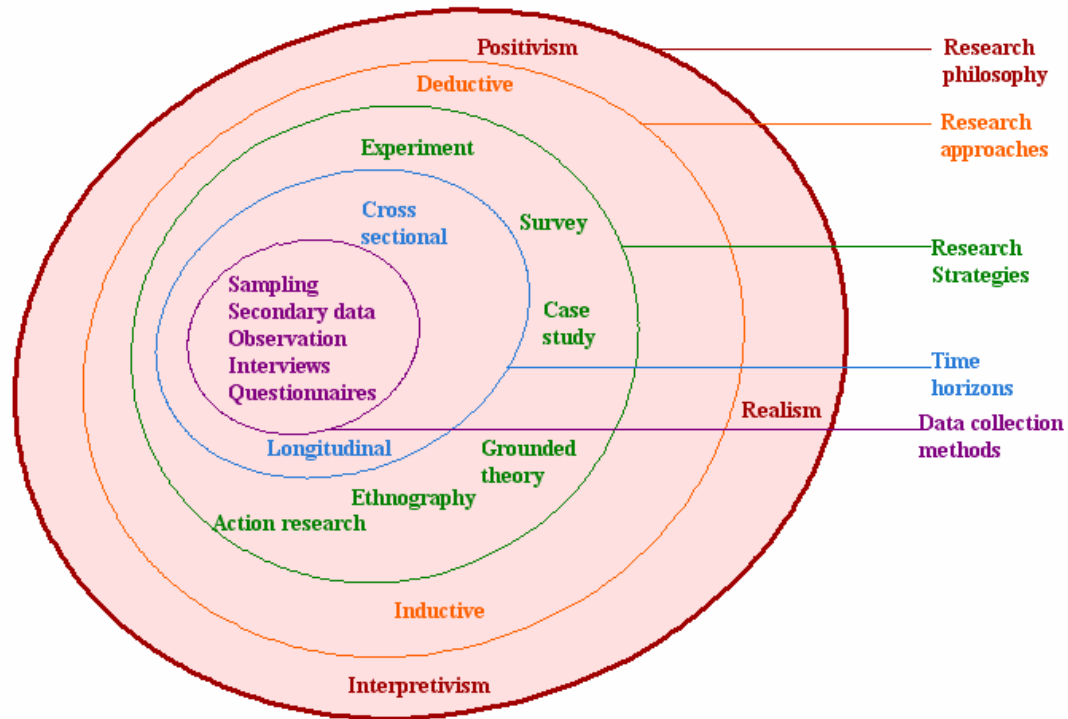 Positivism
Deductive
Experiment
Cross
sectional
Survey
Sampling
Secondary data
Observation
Interviews
Questionnaires
Case
study
Realism
Longitudinal
Grounded
theory
Ethnography
Action research
Inductive
Interpretivism
Research
philosophy
Research
approaches
Research
Strategies
Time
horizons
Data collection
methods